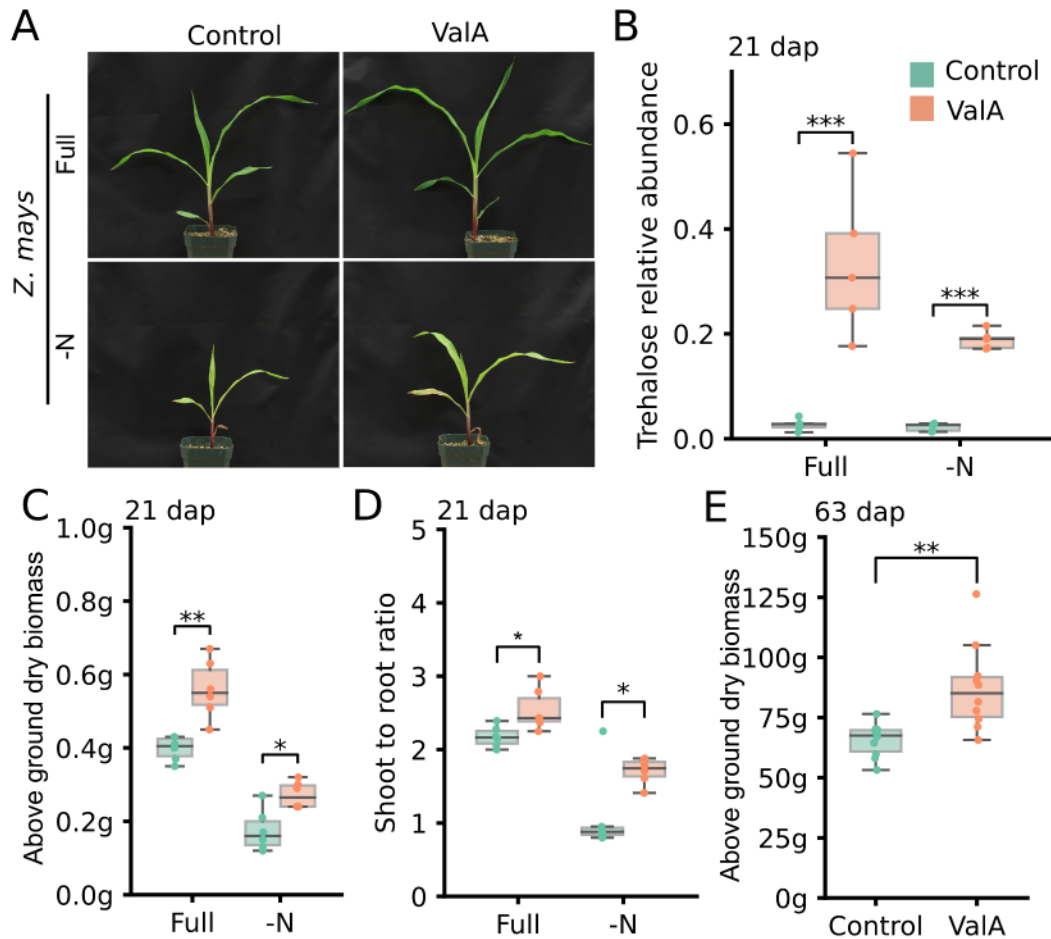 A
Control
ValA
Z. mays
Full
-N
B
21 dap
Control
ValA
Trehalose relative abundance
0.6
0.4
0.2
0.0
***
***
Full
-N
C
21 dap
Above ground dry biomass
1.0g
0.8g
0.6g
0.4g
0.2g
0.0g
**
*
Full
-N
D
21 dap
Shoot to root ratio
5
4
3
2
1
0
*
*
Full
-N
E
63 dap
Above ground dry biomass
150g
125g
100g
75g
50g
25g
0g
**
Control
ValA